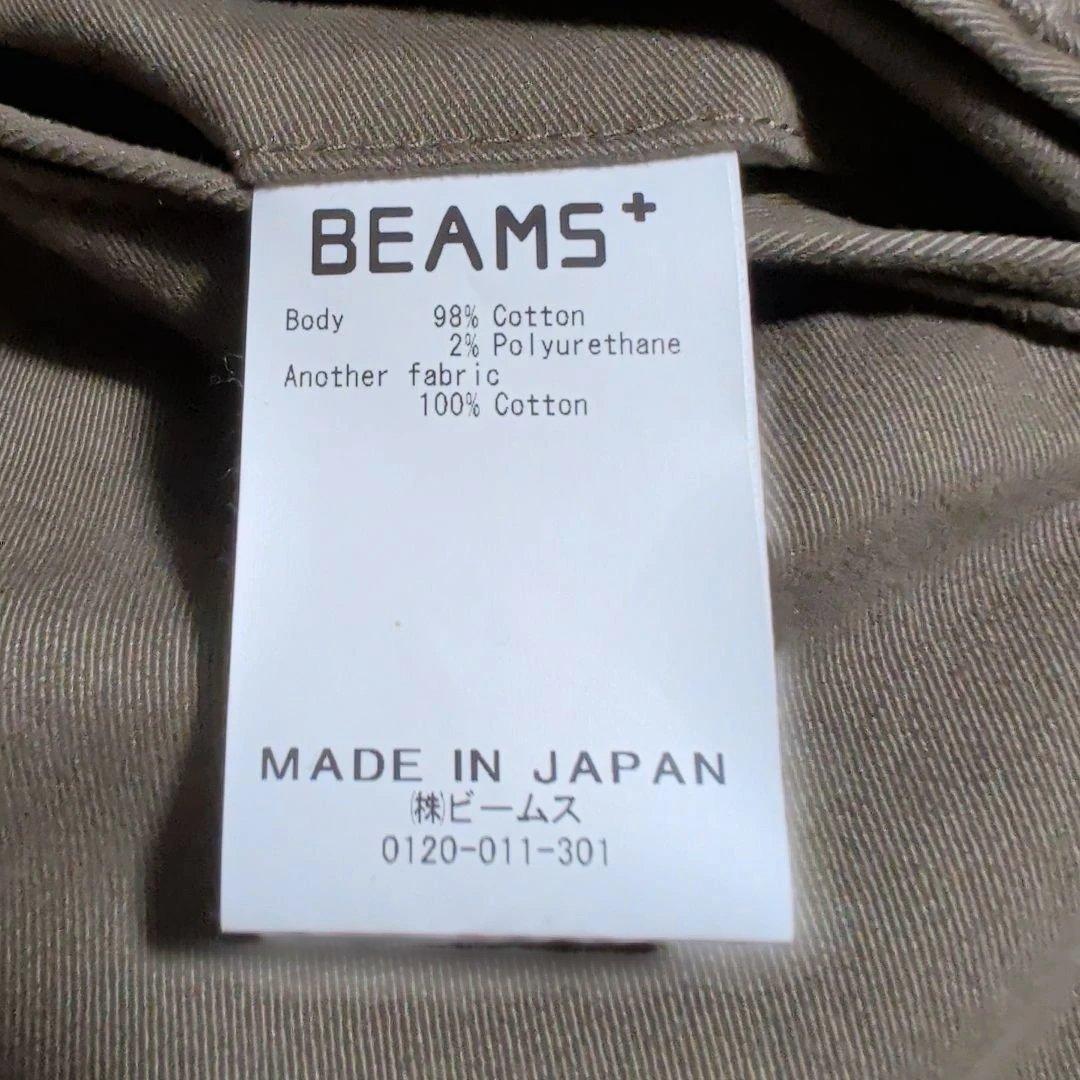 BEAMS+
Body 98% Cotton
2% Polyurethane
Another fabric
100% Cotton
MADE IN JAPAN
㈱ビームス
0120-011-301